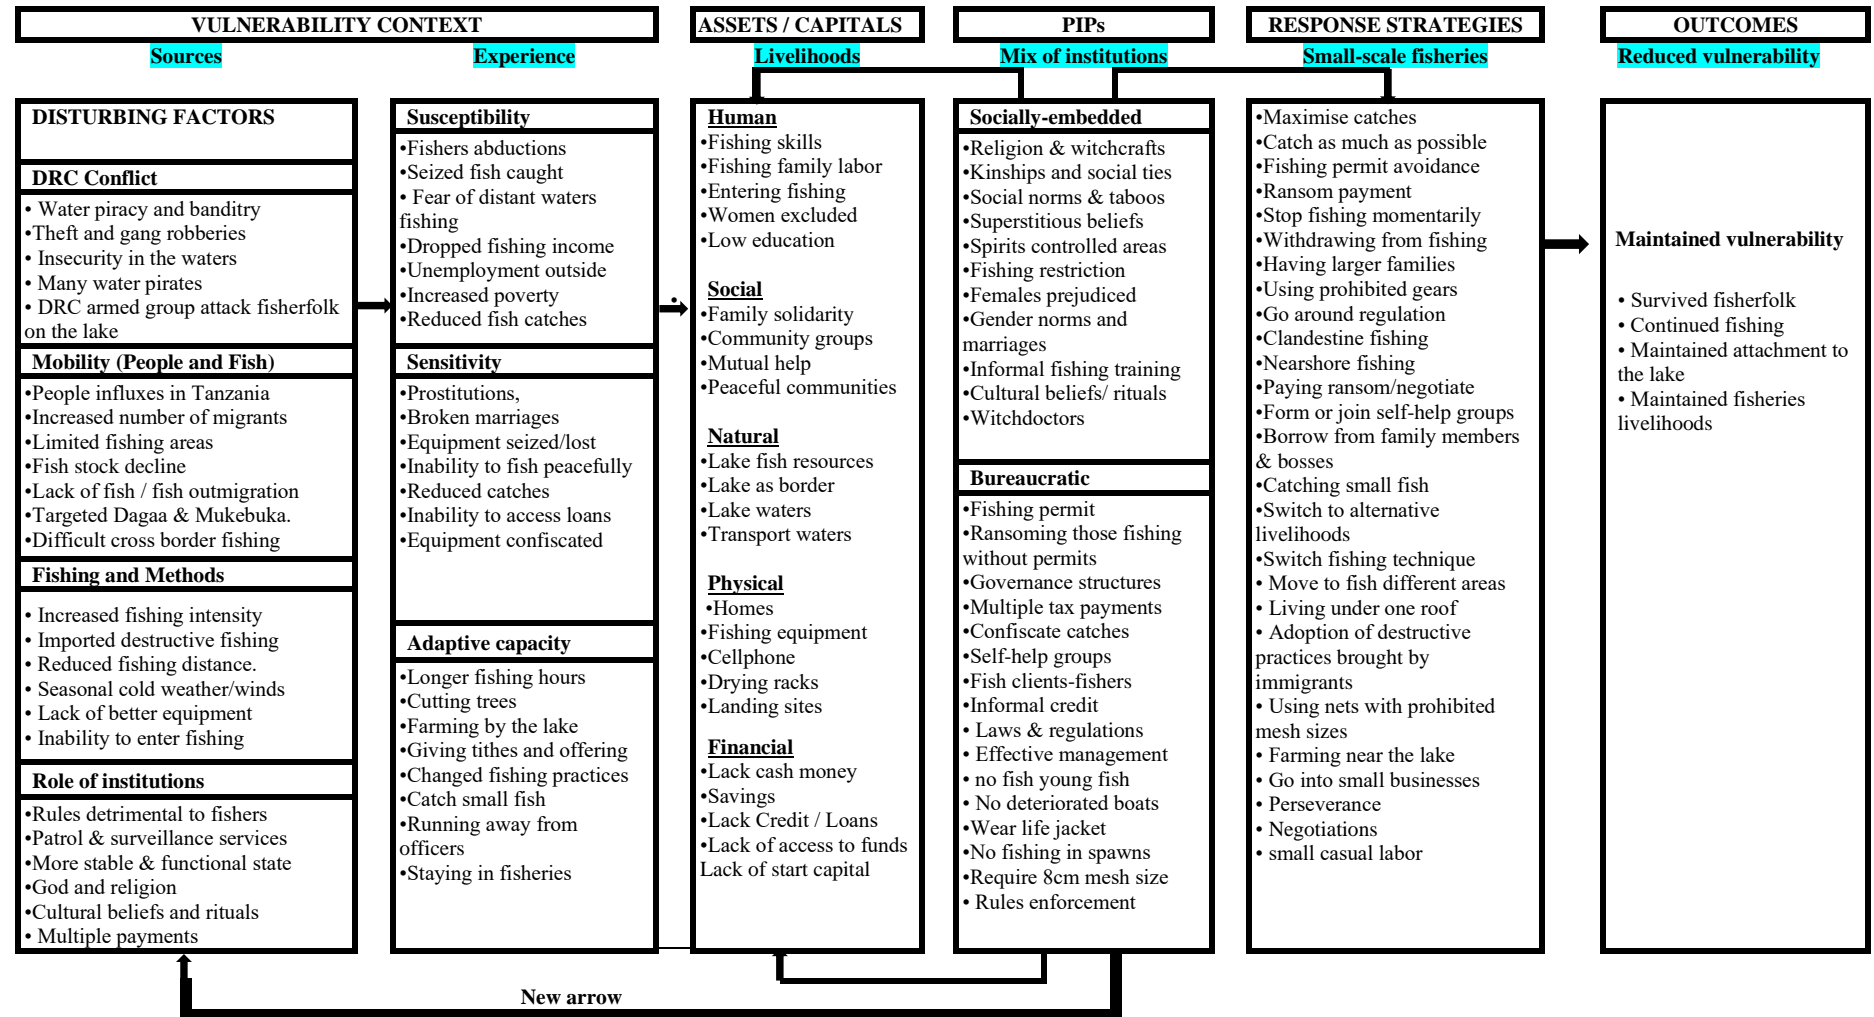 VULNERABILITY CONTEXT
Sources
Experience
DISTURBING FACTORS
DRC Conflict
• Water piracy and banditry
•Theft and gang robberies
• Insecurity in the waters
• Many water pirates
• DRC armed group attack fisherfolk
on the lake
Mobility (People and Fish)
•People influxes in Tanzania
•Increased number of migrants
•Limited fishing areas
•Fish stock decline
•Lack of fish / fish outmigration
•Targeted Dagaa & Mukebuka.
•Difficult cross border fishing
Fishing and Methods
• Increased fishing intensity
• Imported destructive fishing
• Reduced fishing distance.
• Seasonal cold weather/winds
• Lack of better equipment
• Inability to enter fishing
Role of institutions
•Rules detrimental to fishers
•Patrol & surveillance services
•More stable & functional state
•God and religion
•Cultural beliefs and rituals
• Multiple payments
Susceptibility
•Fishers abductions
•Seized fish caught
• Fear of distant waters
fishing
•Dropped fishing income
•Unemployment outside
•Increased poverty
•Reduced fish catches
Sensitivity
•Prostitutions,
•Broken marriages
•Equipment seized/lost
•Inability to fish peacefully
•Reduced catches
•Inability to access loans
•Equipment confiscated
Adaptive capacity
•Longer fishing hours
•Cutting trees
•Farming by the lake
•Giving tithes and offering
•Changed fishing practices
•Catch small fish
•Running away from
officers
•Staying in fisheries
ASSETS / CAPITALS
Livelihoods
Human
•Fishing skills
•Fishing family labor
•Entering fishing
•Women excluded
•Low education
Social
•Family solidarity
•Community groups
•Mutual help
•Peaceful communities
Natural
•Lake fish resources
•Lake as border
•Lake waters
•Transport waters
Physical
•Homes
•Fishing equipment
•Cellphone
•Drying racks
•Landing sites
Financial
•Lack cash money
•Savings
•Lack Credit / Loans
•Lack of access to funds
Lack of start capital
PIPs
Mix of institutions
Socially-embedded
•Religion & witchcrafts
•Kinships and social ties
•Social norms & taboos
•Superstitious beliefs
•Spirits controlled areas
•Fishing restriction
•Females prejudiced
•Gender norms and
marriages
•Informal fishing training
•Cultural beliefs/ rituals
•Witchdoctors
Bureaucratic
•Fishing permit
•Ransoming those fishing
without permits
•Governance structures
•Multiple tax payments
•Confiscate catches
•Self-help groups
•Fish clients-fishers
•Informal credit
• Laws & regulations
• Effective management
• no fish young fish
• No deteriorated boats
•Wear life jacket
•No fishing in spawns
•Require 8cm mesh size
• Rules enforcement
RESPONSE STRATEGIES
Small-scale fisheries
•Maximise catches
•Catch as much as possible
•Fishing permit avoidance
•Ransom payment
•Stop fishing momentarily
•Withdrawing from fishing
•Having larger families
•Using prohibited gears
•Go around regulation
•Clandestine fishing
•Nearshore fishing
•Paying ransom/negotiate
•Form or join self-help groups
•Borrow from family members
& bosses
•Catching small fish
•Switch to alternative
livelihoods
•Switch fishing technique
• Move to fish different areas
• Living under one roof
• Adoption of destructive
practices brought by
immigrants
• Using nets with prohibited
mesh sizes
• Farming near the lake
• Go into small businesses
• Perseverance
• Negotiations
• small casual labor
OUTCOMES
Reduced vulnerability
Maintained vulnerability
• Survived fisherfolk
• Continued fishing
• Maintained attachment to
the lake
• Maintained fisheries
livelihoods
New arrow